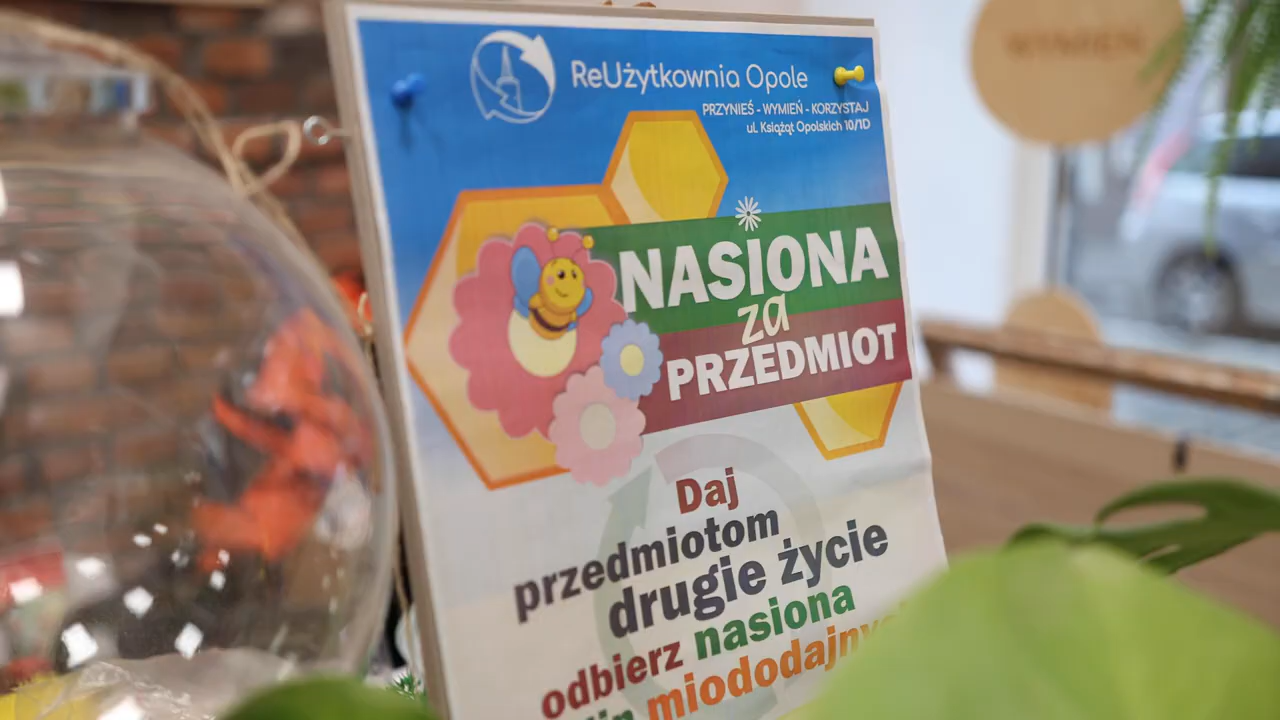 ReUżytkownia Opole
PRZYNIEŚ - WYMIEŃ - KORZYSTAJ
ul. Książąt Opolskich 10/1D
NASIONA
za
PRZEDMIOT
Daj
przedmiotom
drugie życie
odbierz nasiona
miododajny
WYMIEŃ